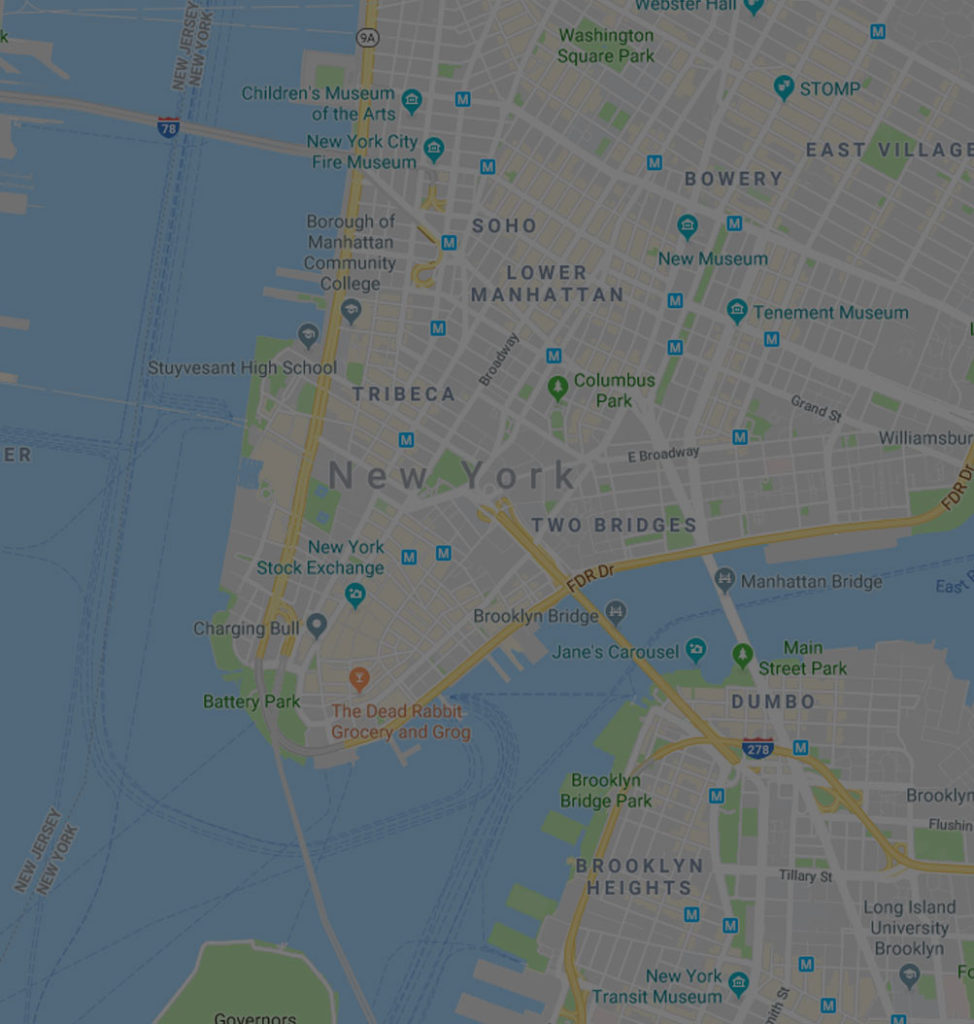 Webster Hall
NEW JERSEY
NEW YORK
9A
Washington
Square Park
M
STOMP
Children's Museum
of the Arts
M
78
New York City
Fire Museum
M
M
EAST VILLAGE
BOWERY
Borough of
Manhattan
Community
College
SOHO
M
M
New Museum
LOWER
MANHATTAN
M
Tenement Museum
M
M
M
M
Stuyvesant High School
Broadway
Columbus
Park
TRIBECA
Grand St
M
M
Williamsbur
ER
E Broadway
New York
FDR Dr
TWO BRIDGES
New York
Stock Exchange
M
M
FDR Dr
Manhattan Bridge
East
Brooklyn Bridge
Charging Bull
Jane's Carousel
Main
Street Park
Battery Park
The Dead Rabbit
Grocery and Grog
DUMBO
278
M
Brooklyn
Bridge Park
M
Brooklyn
Flushin
NEW JERSEY
NEW YORK
BROOKLYN
HEIGHTS
Tillary St
M
M
Long Island
University
Brooklyn
M
New York
Transit Museum
M
M
Fo
Governors